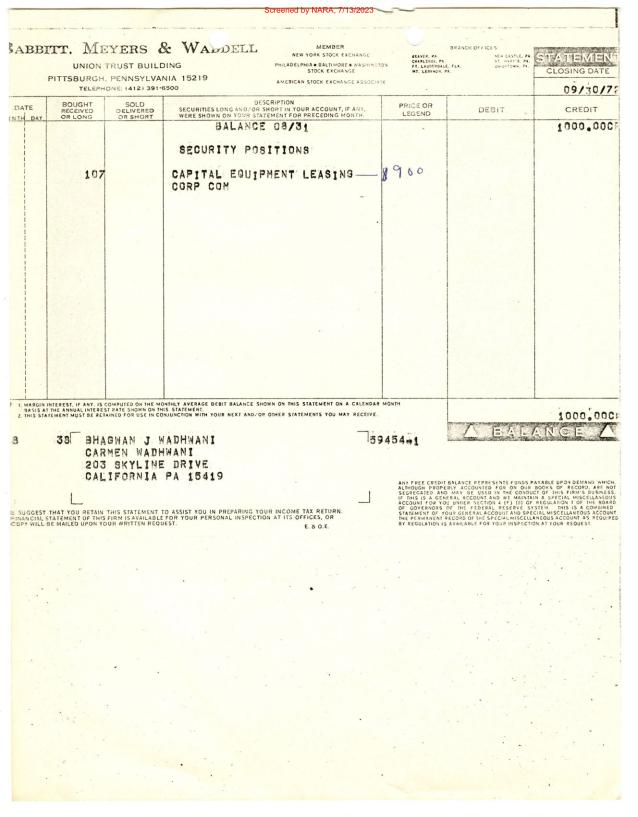 Screened by NARA, 7/13/2023
BABBITT, MEYERS & WADDELL
UNION TRUST BUILDING
PITTSBURGH, PENNSYLVANIA 15219
TELEPHONE: (412) 391-6500
MEMBER
NEW YORK STOCK EXCHANGE
PHILADELPHIA • BALTIMORE • WASHINGTON
STOCK EXCHANGE
AMERICAN STOCK EXCHANGE ASSOCIATE
BRANCH OFFICES:
BEAVER, PA.
CHARLEROI, PA.
FT. LAUDERDALE, FLA.
MT. LEBANON, PA.
NEW CASTLE, PA.
ST. MARY'S, PA.
UNIONTOWN, PA.
STATEMENT
CLOSING DATE
09/30/7
DATE
NTH DAY
BOUGHT RECEIVED OR LONG
SOLD DELIVERED OR SHORT
DESCRIPTION
SECURITIES LONG AND/OR SHORT IN YOUR ACCOUNT, IF ANY,
WERE SHOWN ON YOUR STATEMENT FOR PRECEDING MONTH.
PRICE OR LEGEND
DEBIT
CREDIT
BALANCE 08/31 1000.00C
SECURITY POSITIONS
107 CAPITAL EQUIPMENT LEASING — $900
CORP COM
1. MARGIN INTEREST, IF ANY, IS COMPUTED ON THE MONTHLY AVERAGE DEBIT BALANCE SHOWN ON THIS STATEMENT ON A CALENDAR MONTH
BASIS AT THE ANNUAL INTEREST RATE SHOWN ON THIS STATEMENT.
2. THIS STATEMENT MUST BE RETAINED FOR USE IN CONJUNCTION WITH YOUR NEXT AND/OR OTHER STATEMENTS YOU MAY RECEIVE.
1000.00C
BALANCE
38 BHAGWAN J WADHWANI 59454-1
CARMEN WADHWANI
203 SKYLINE DRIVE
CALIFORNIA PA 15419
SUGGEST THAT YOU RETAIN THIS STATEMENT TO ASSIST YOU IN PREPARING YOUR INCOME TAX RETURN.
FINANCIAL STATEMENT OF THIS FIRM IS AVAILABLE FOR YOUR PERSONAL INSPECTION AT ITS OFFICES, OR
COPY WILL BE MAILED UPON YOUR WRITTEN REQUEST.
E. & O.E.
ANY FREE CREDIT BALANCE REPRESENTS FUNDS PAYABLE UPON DEMAND WHICH,
ALTHOUGH PROPERLY ACCOUNTED FOR ON OUR BOOKS OF RECORD, ARE NOT
SEGREGATED AND MAY BE USED IN THE CONDUCT OF THIS FIRM'S BUSINESS.
IF THIS IS A GENERAL ACCOUNT AND WE MAINTAIN A SPECIAL MISCELLANEOUS
ACCOUNT FOR YOU UNDER SECTION 4 (F) (6) OF REGULATION T OF THE BOARD
OF GOVERNORS OF THE FEDERAL RESERVE SYSTEM. THIS IS A COMBINED
STATEMENT OF YOUR GENERAL ACCOUNT AND SPECIAL MISCELLANEOUS ACCOUNT.
THE PERMANENT RECORD OF THE SPECIAL MISCELLANEOUS ACCOUNT AS REQUIRED
BY REGULATION IS AVAILABLE FOR YOUR INSPECTION AT YOUR REQUEST.